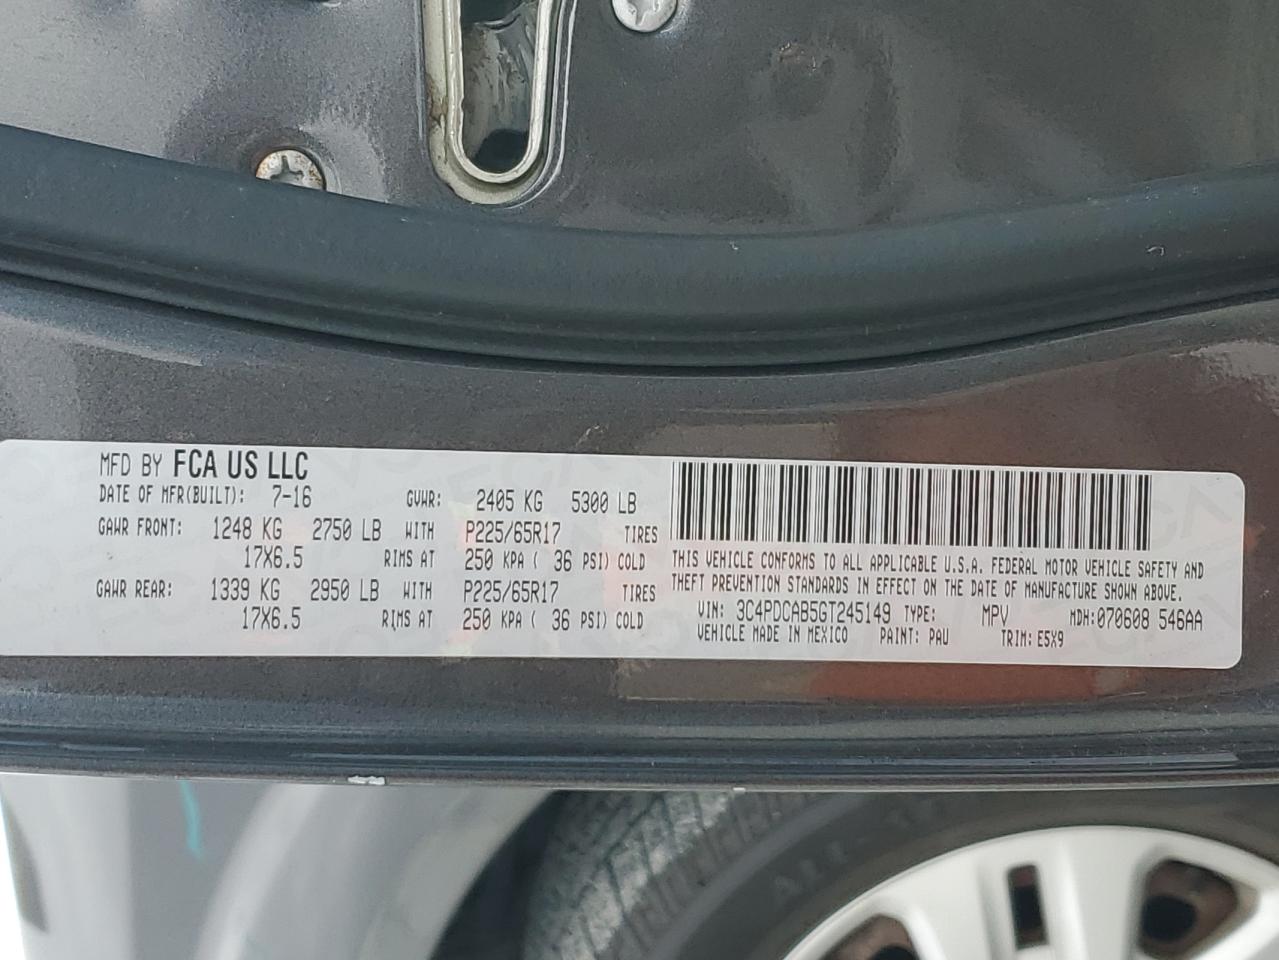 MFD BY FCA US LLC
DATE OF MFR(BUILT): 7-16 GVWR: 2405 KG 5300 LB
GAWR FRONT: 1248 KG 2750 LB WITH P225/65R17 TIRES
17X6.5 RIMS AT 250 KPA ( 36 PSI) COLD
GAWR REAR: 1339 KG 2950 LB WITH P225/65R17 TIRES
17X6.5 RIMS AT 250 KPA ( 36 PSI) COLD
THIS VEHICLE CONFORMS TO ALL APPLICABLE U.S.A. FEDERAL MOTOR VEHICLE SAFETY AND
THEFT PREVENTION STANDARDS IN EFFECT ON THE DATE OF MANUFACTURE SHOWN ABOVE.
VIN: 3C4PDCAB5GT245149 TYPE: MPV MDH: 070608 546AA
VEHICLE MADE IN MEXICO PAINT: PAU TRIM: E5X9